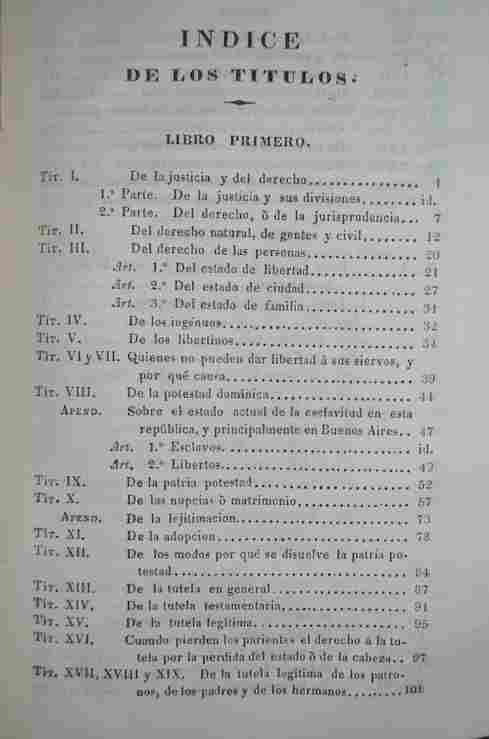 INDICE
DE LOS TITULOS.
LIBRO PRIMERO.
Tit. I. De la justicia y del derecho................ 1
1.ª Parte. De la justicia y sus divisiones........ id.
2.ª Parte. Del derecho, ò de la jurisprudencia... 7
Tit. II. Del derecho natural, de gentes y civil........ 12
Tit. III. Del derecho de las personas................ 20
Art. 1.º Del estado de libertad................ 21
Art. 2.º Del estado de ciudad................ 27
Art. 3.º Del estado de familia................ 31
Tit. IV. De los ingénuos................ 32
Tit. V. De los libertinos................ 34
Tit. VI y VII. Quienes no pueden dar libertad à sus siervos, y
por qué causa................ 39
Tit. VIII. De la potestad dominica................ 44
Apend. Sobre el estado actual de la esclavitud en esta
república, y principalmente en Buenos Aires.. 47
Art. 1.º Esclavos................ id.
Art. 2.º Libertos................ 49
Tit. IX. De la patria potestad................ 52
Tit. X. De las nupcias ò matrimonio................ 57
Apend. De la lejitimacion................ 73
Tit. XI. De la adopcion................ 78
Tit. XII. De los modos por qué se disuelve la patria po-
testad................ 84
Tit. XIII. De la tutela en general................ 87
Tit. XIV. De la tutela testamentaria................ 91
Tit. XV. De la tutela legítima................ 95
Tit. XVI. Cuando pierden los parientes el derecho à la tu-
tela por la pérdida del estado ò de la cabeza.. 97
Tit. XVII, XVIII y XIX. De la tutela legítima de los patro-
nos, de los padres y de los hermanos........ 101